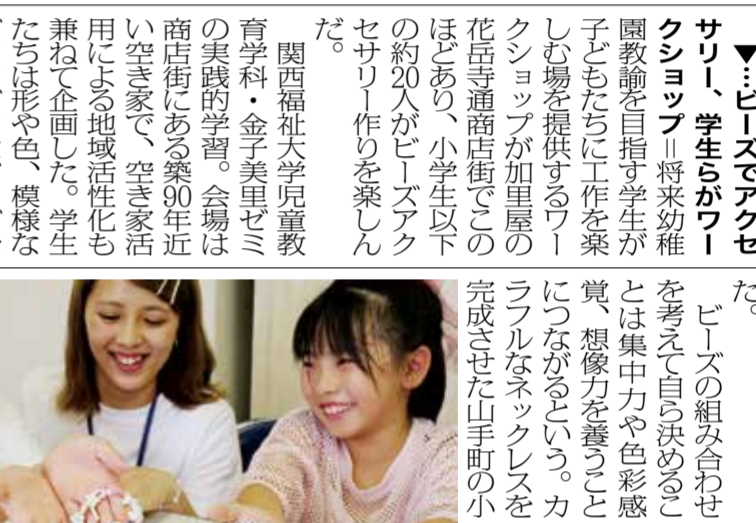 ▼…ビーズでアクセ
サリー、学生らがワー
クショップ＝将来幼稚
園教諭を目指す学生が
子どもたちに工作を楽
しむ場を提供するワー
クショップが加里屋の
花岳寺通商店街でこの
ほどあり、小学生以下
の約20人がビーズアク
セサリー作りを楽しん
だ。
関西福祉大学児童教
育学科・金子美里ゼミ
の実践的学習。会場は
商店街にある築90年近
い空き家で、空き家活
用による地域活性化も
兼ねて企画した。学生
たちは形や色、模様な
た。
ビーズの組み合わせ
を考えて自ら決めるこ
とは集中力や色彩感
覚、想像力を養うこと
につながるという。カ
ラフルなネックレスを
完成させた山手町の小